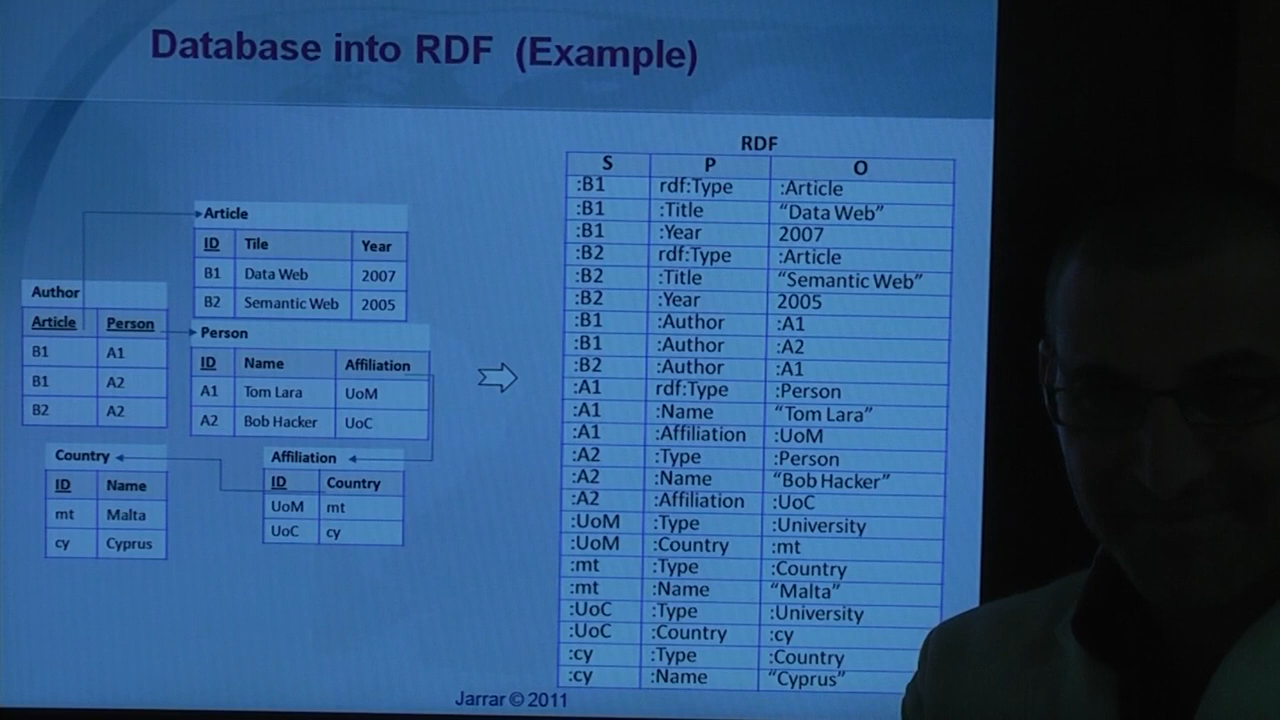 Database into RDF (Example)
Article
ID Tile Year
B1 Data Web 2007
B2 Semantic Web 2005
Author
Article Person
B1 A1
B1 A2
B2 A2
Person
ID Name Affiliation
A1 Tom Lara UoM
A2 Bob Hacker UoC
Country
ID Name
mt Malta
cy Cyprus
Affiliation
ID Country
UoM mt
UoC cy
RDF
S P O
:B1 rdf:Type :Article
:B1 :Title “Data Web”
:B1 :Year 2007
:B2 rdf:Type :Article
:B2 :Title “Semantic Web”
:B2 :Year 2005
:B1 :Author :A1
:B1 :Author :A2
:B2 :Author :A1
:A1 rdf:Type :Person
:A1 :Name “Tom Lara”
:A1 :Affiliation :UoM
:A2 :Type :Person
:A2 :Name “Bob Hacker”
:A2 :Affiliation :UoC
:UoM :Type :University
:UoM :Country :mt
:mt :Type :Country
:mt :Name “Malta”
:UoC :Type :University
:UoC :Country :cy
:cy :Type :Country
:cy :Name “Cyprus”
Jarrar © 2011